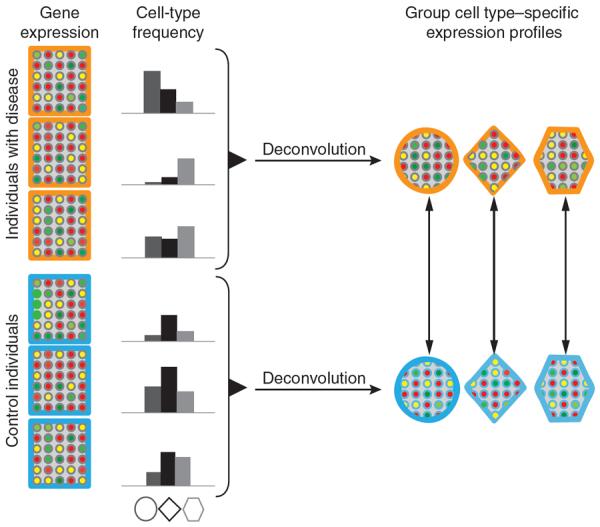 Gene
expression
Cell-type
frequency
Group cell type–specific
expression profiles
Individuals with disease
Deconvolution
Control individuals
Deconvolution